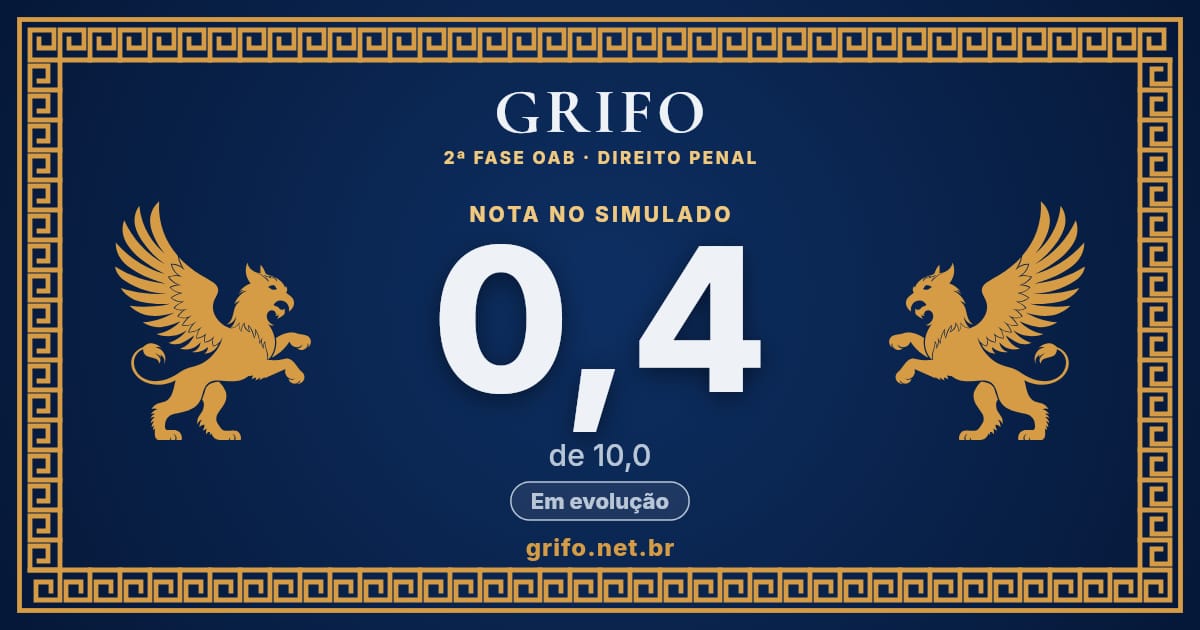 GRIFO
2ª FASE OAB · DIREITO PENAL
NOTA NO SIMULADO
0,4
de 10,0
Em evolução
grifo.net.br